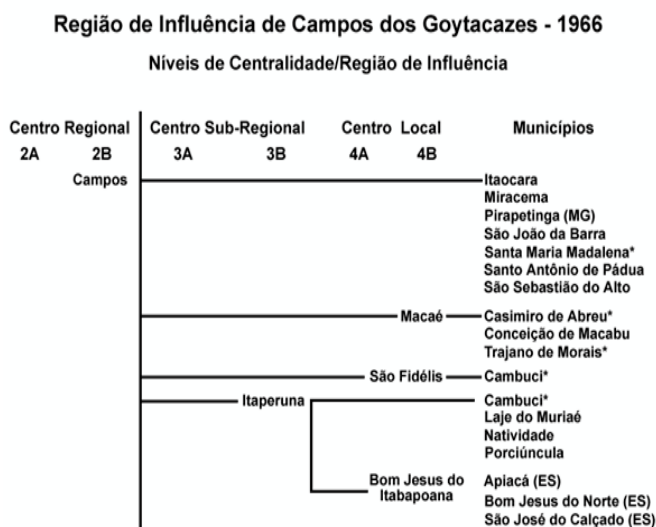 Região de Influência de Campos dos Goytacazes - 1966
Níveis de Centralidade/Região de Influência
Centro Regional Centro Sub-Regional Centro Local Municípios
2A 2B 3A 3B 4A 4B
Campos Itaocara
Miracema
Pirapetinga (MG)
São João da Barra
Santa Maria Madalena*
Santo Antônio de Pádua
São Sebastião do Alto
Macaé Casimiro de Abreu*
Conceição de Macabu
Trajano de Morais*
São Fidélis Cambuci*
Itaperuna Cambuci*
Laje do Muriaé
Natividade
Porciúncula
Bom Jesus do Apiacá (ES)
Itabapoana Bom Jesus do Norte (ES)
São José do Calçado (ES)